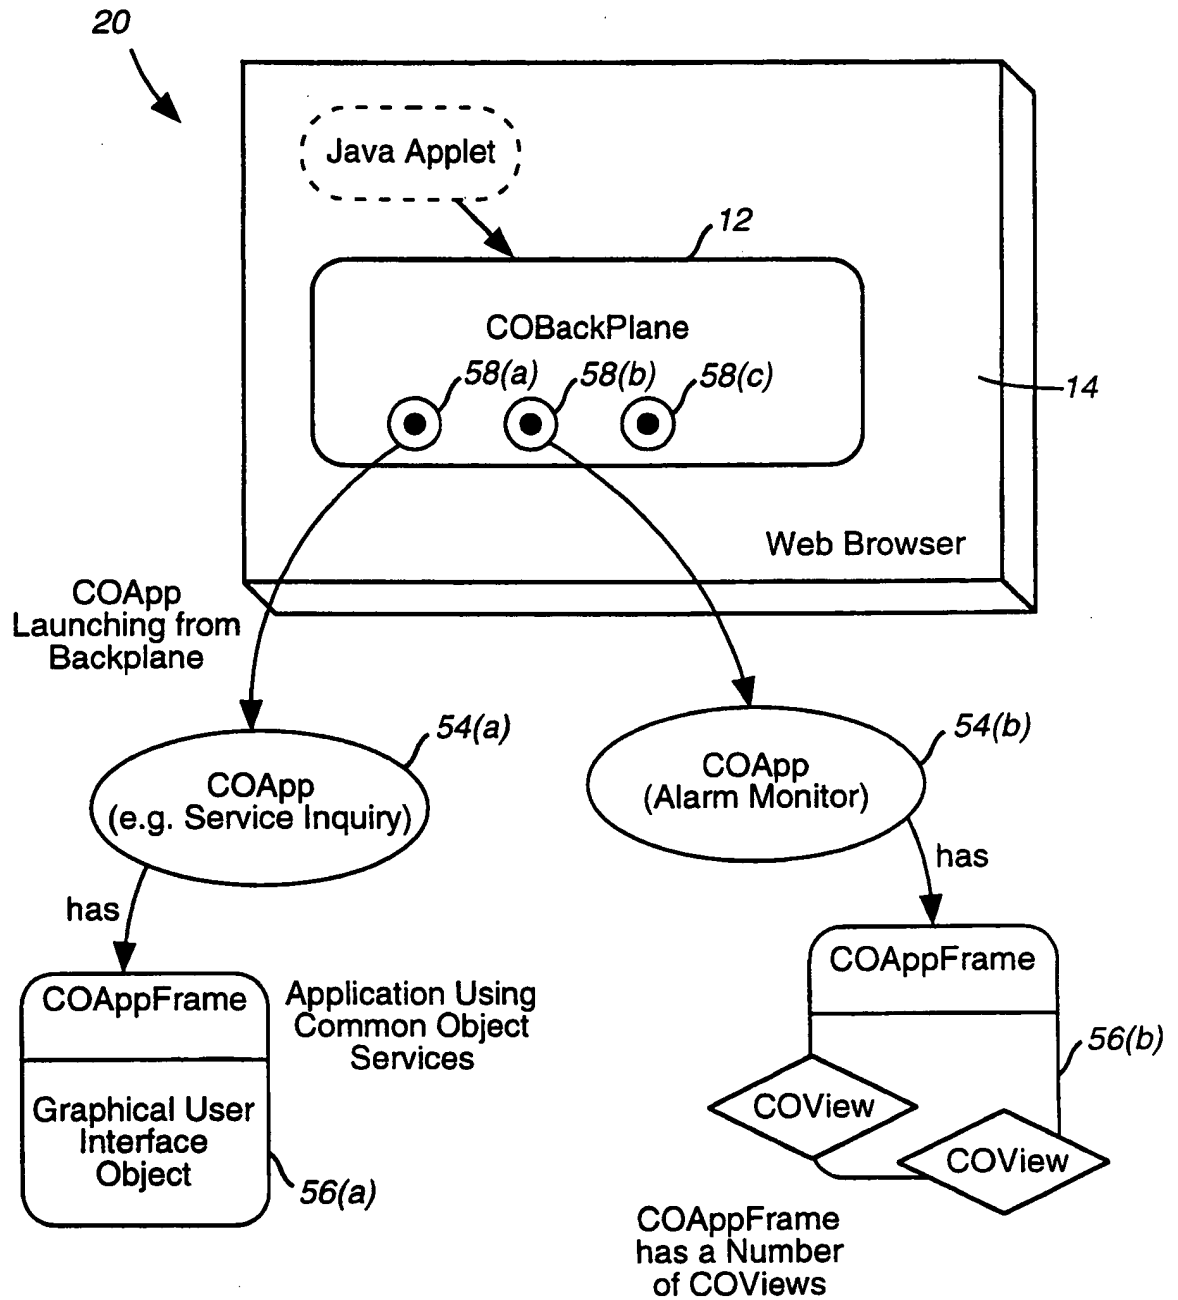 20
Java Applet
12
COBackPlane
58(a)
58(b)
58(c)
14
Web Browser
COApp
Launching from
Backplane
54(a)
54(b)
COApp
(e.g. Service Inquiry)
COApp
(Alarm Monitor)
has
has
COAppFrame
COAppFrame
Application Using
Common Object
Services
56(b)
Graphical User
Interface
Object
COView
COView
56(a)
COAppFrame
has a Number
of COViews